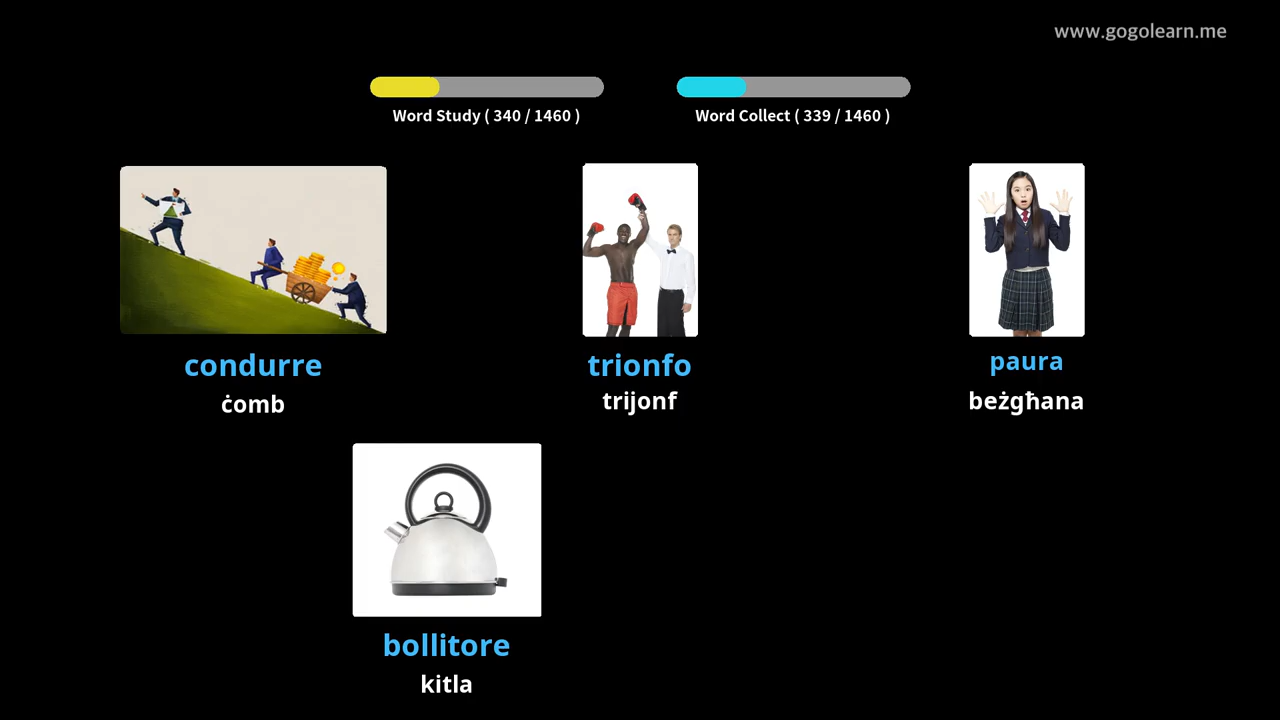 www.gogolearn.me
Word Study ( 340 / 1460 )
Word Collect ( 339 / 1460 )
condurre
ċomb
trionfo
trijonf
paura
beżgħana
bollitore
kitla